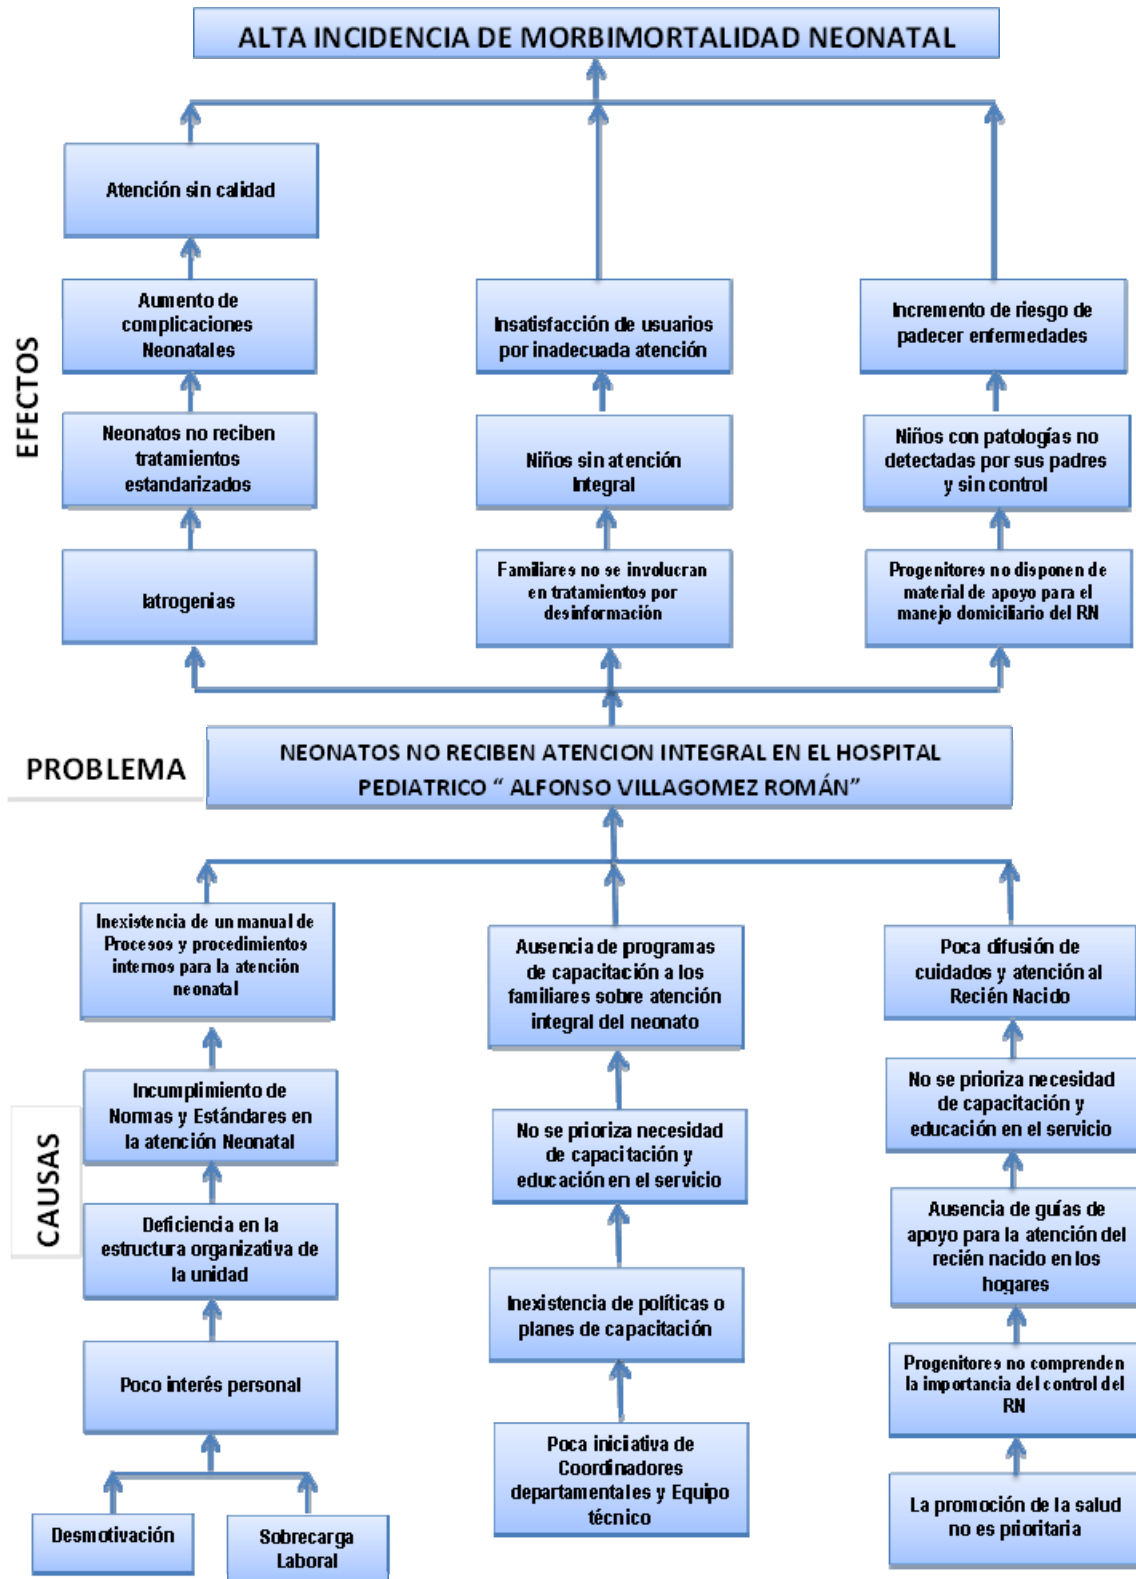 ALTA INCIDENCIA DE MORBIMORTALIDAD NEONATAL
EFECTOS
Atención sin calidad
Aumento de
complicaciones
Neonatales
Insatisfacción de usuarios
por inadecuada atención
Incremento de riesgo de
padecer enfermedades
Neonatos no reciben
tratamientos
estandarizados
Niños sin atención
Integral
Niños con patologías no
detectadas por sus padres
y sin control
Iatrogenias
Familiares no se involucran
en tratamientos por
desinformación
Progenitores no disponen de
material de apoyo para el
manejo domiciliario del RN
PROBLEMA
NEONATOS NO RECIBEN ATENCION INTEGRAL EN EL HOSPITAL
PEDIATRICO “ ALFONSO VILLAGOMEZ ROMÁN”
CAUSAS
Inexistencia de un manual de
Procesos y procedimientos
internos para la atención
neonatal
Ausencia de programas
de capacitación a los
familiares sobre atención
integral del neonato
Poca difusión de
cuidados y atención al
Recién Nacido
Incumplimiento de
Normas y Estándares en
la atención Neonatal
No se prioriza necesidad
de capacitación y
educación en el servicio
No se prioriza necesidad
de capacitación y
educación en el servicio
Deficiencia en la
estructura organizativa de
la unidad
Inexistencia de políticas o
planes de capacitación
Ausencia de guías de
apoyo para la atención del
recién nacido en los
hogares
Poco interés personal
Poca iniciativa de
Coordinadores
departamentales y Equipo
técnico
Progenitores no comprenden
la importancia del control del
RN
Desmotivación
Sobrecarga
Laboral
La promoción de la salud
no es prioritaria